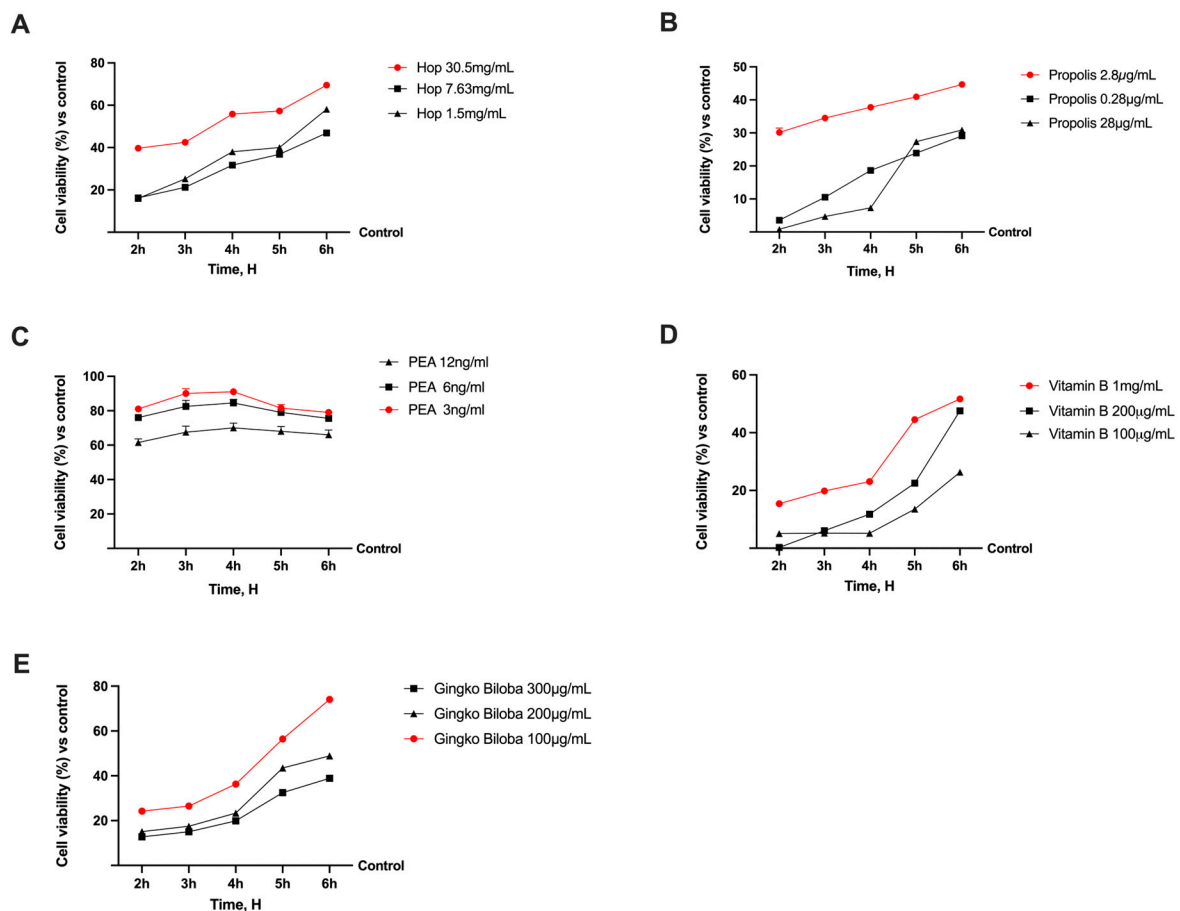 A
Cell viability (%) vs control
80
60
40
20
2h 3h 4h 5h 6h
Control
Time, H
Hop 30.5mg/mL
Hop 7.63mg/mL
Hop 1.5mg/mL
B
Cell viability (%) vs control
50
40
30
20
10
2h 3h 4h 5h 6h
Control
Time, H
Propolis 2.8µg/mL
Propolis 0.28µg/mL
Propolis 28µg/mL
C
Cell viability (%) vs control
100
80
60
40
20
2h 3h 4h 5h 6h
Control
Time, H
PEA 12ng/ml
PEA 6ng/ml
PEA 3ng/ml
D
Cell viability (%) vs control
60
40
20
2h 3h 4h 5h 6h
Control
Time, H
Vitamin B 1mg/mL
Vitamin B 200µg/mL
Vitamin B 100µg/mL
E
Cell viability (%) vs control
80
60
40
20
2h 3h 4h 5h 6h
Control
Time, H
Gingko Biloba 300µg/mL
Gingko Biloba 200µg/mL
Gingko Biloba 100µg/mL